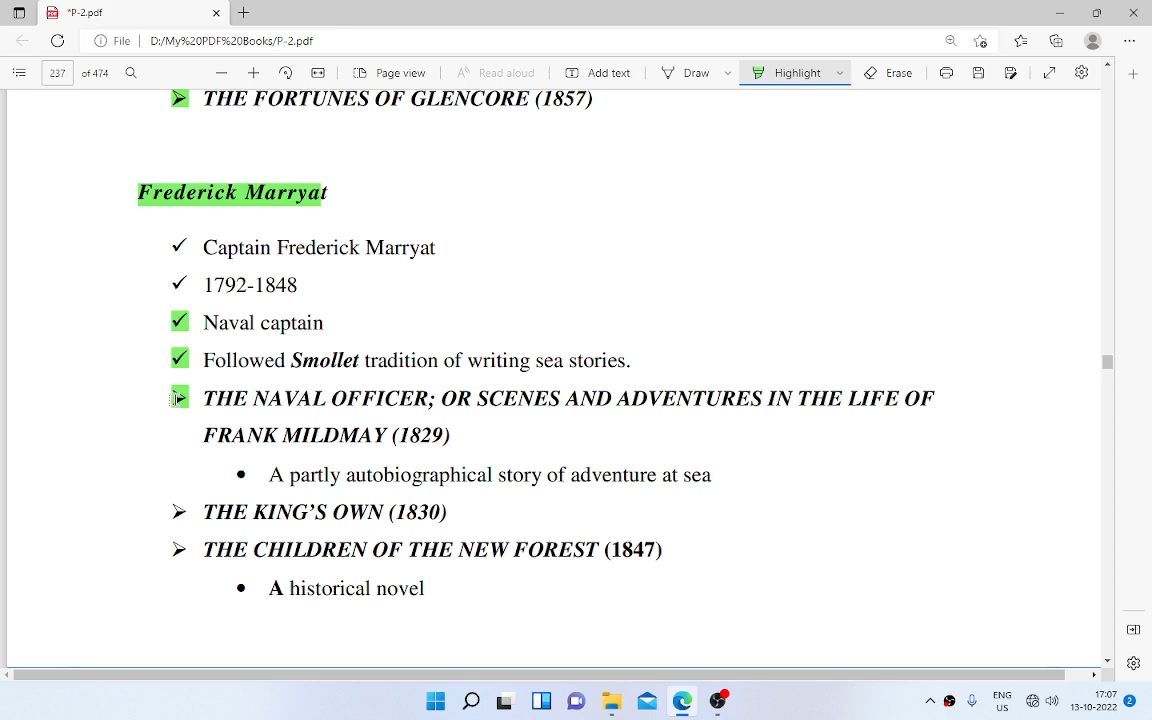 *P-2.pdf
File D:/My%20PDF%20Books/P-2.pdf
237 of 474 Page view Read aloud Add text Draw Highlight Erase
THE FORTUNES OF GLENCORE (1857)
Frederick Marryat
✓ Captain Frederick Marryat
✓ 1792-1848
✓ Naval captain
✓ Followed Smollet tradition of writing sea stories.
➢ THE NAVAL OFFICER; OR SCENES AND ADVENTURES IN THE LIFE OF
FRANK MILDMAY (1829)
• A partly autobiographical story of adventure at sea
➢ THE KING'S OWN (1830)
➢ THE CHILDREN OF THE NEW FOREST (1847)
• A historical novel
ENG
US
17:07
13-10-2022
2